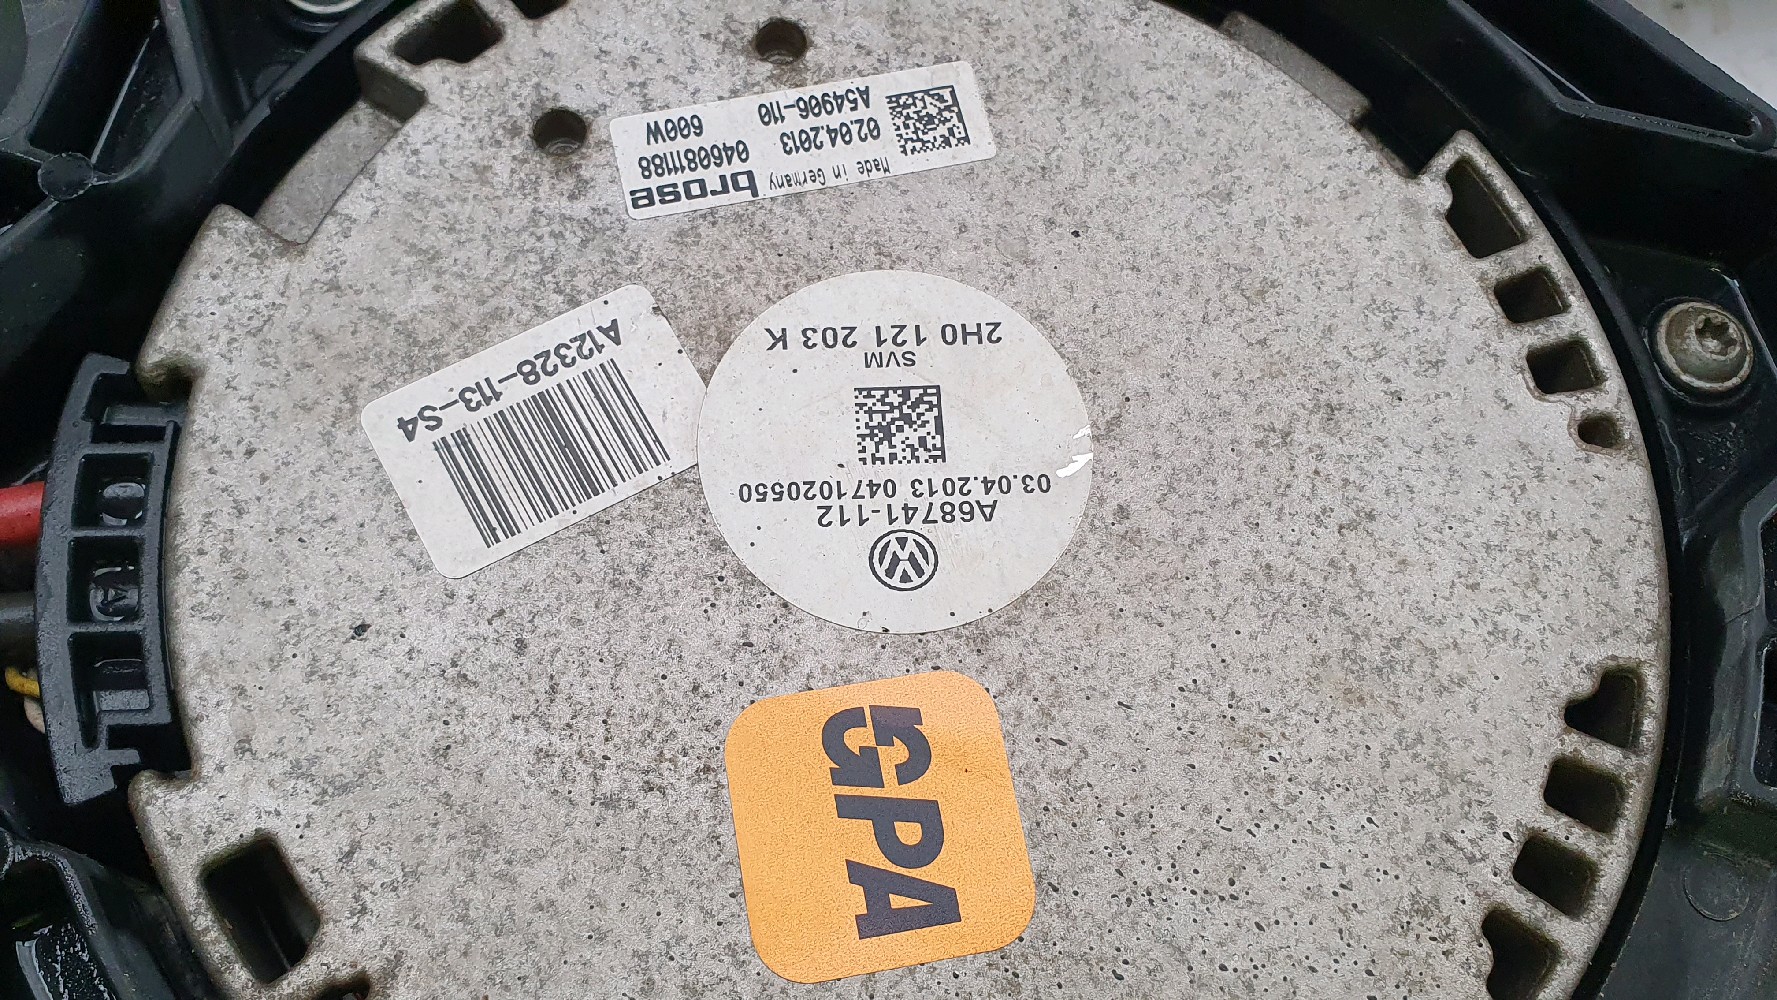 brose Made in Germany
0460811188 02.04.2013
600W A54906-110
A12328-113-S4
A68741-112
03.04.2013 0471020550
SVM
2H0 121 203 K
GPA